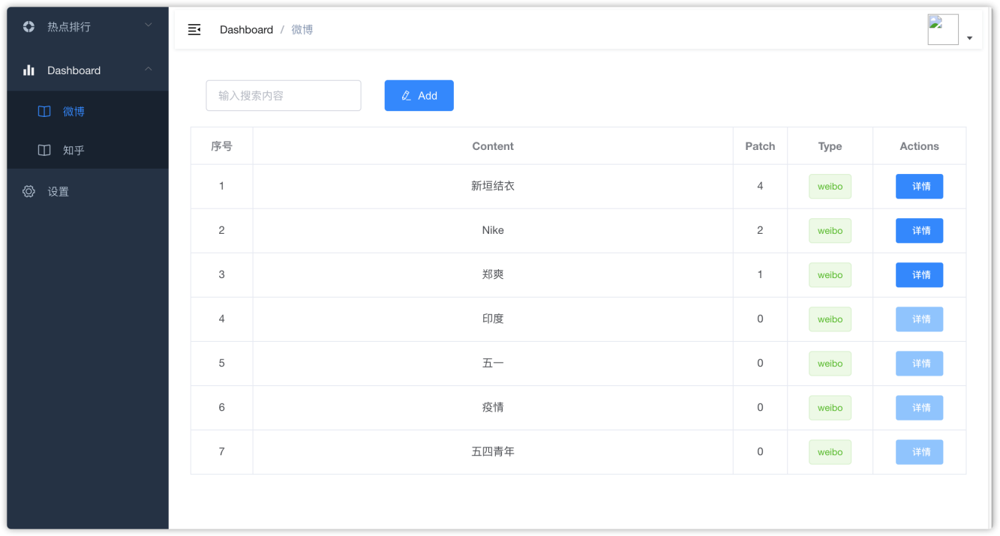 热点排行
Dashboard
微博
知乎
设置
Dashboard / 微博
输入搜索内容
Add
序号 Content Patch Type Actions
1 新垣结衣 4 weibo 详情
2 Nike 2 weibo 详情
3 郑爽 1 weibo 详情
4 印度 0 weibo 详情
5 五一 0 weibo 详情
6 疫情 0 weibo 详情
7 五四青年 0 weibo 详情